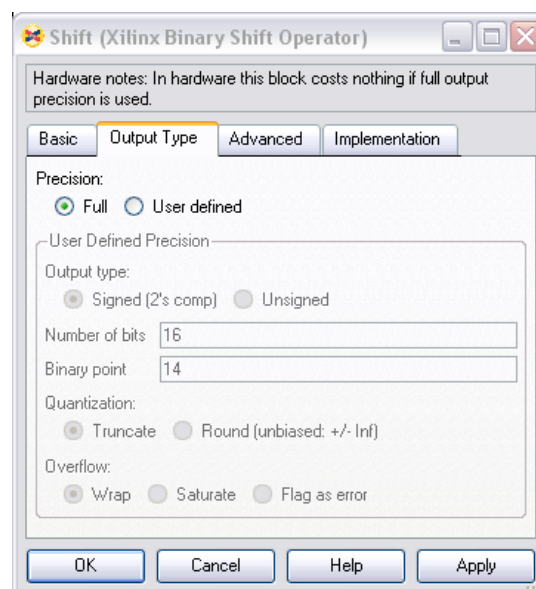 Shift (Xilinx Binary Shift Operator)
Hardware notes: In hardware this block costs nothing if full output
precision is used.
Basic Output Type Advanced Implementation
Precision:
Full User defined
User Defined Precision
Output type:
Signed (2's comp) Unsigned
Number of bits 16
Binary point 14
Quantization:
Truncate Round (unbiased: +/- Inf)
Overflow:
Wrap Saturate Flag as error
OK Cancel Help Apply